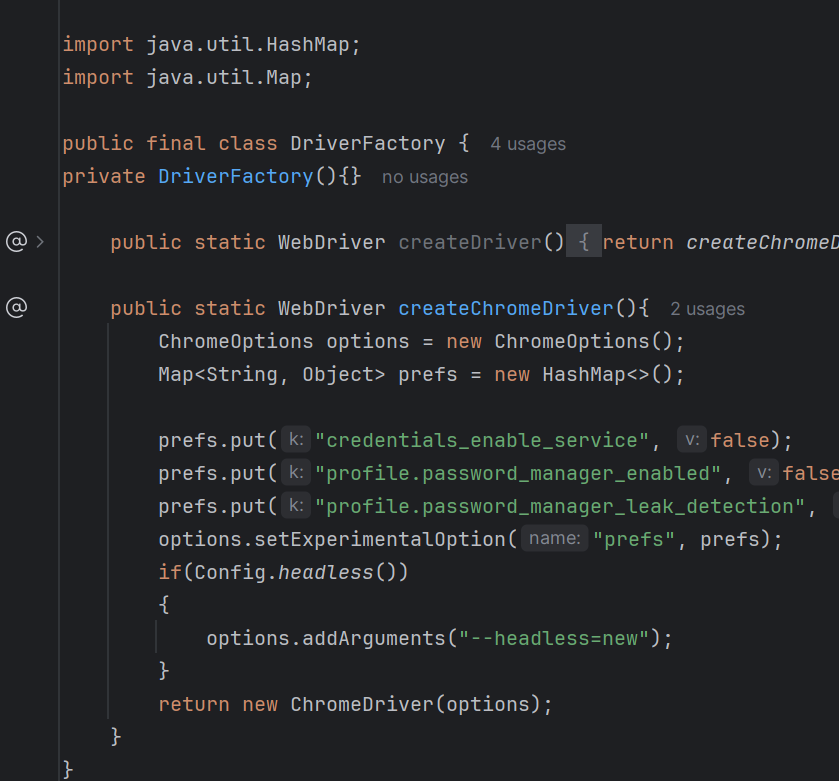 import java.util.HashMap;
import java.util.Map;
public final class DriverFactory { 4 usages
private DriverFactory(){} no usages
public static WebDriver createDriver() { return createChromeD
public static WebDriver createChromeDriver(){ 2 usages
ChromeOptions options = new ChromeOptions();
Map<String, Object> prefs = new HashMap<>();
prefs.put( k: "credentials_enable_service", v: false);
prefs.put( k: "profile.password_manager_enabled", v: false
prefs.put( k: "profile.password_manager_leak_detection",
options.setExperimentalOption( name: "prefs", prefs);
if(Config.headless())
{
options.addArguments("--headless=new");
}
return new ChromeDriver(options);
}
}